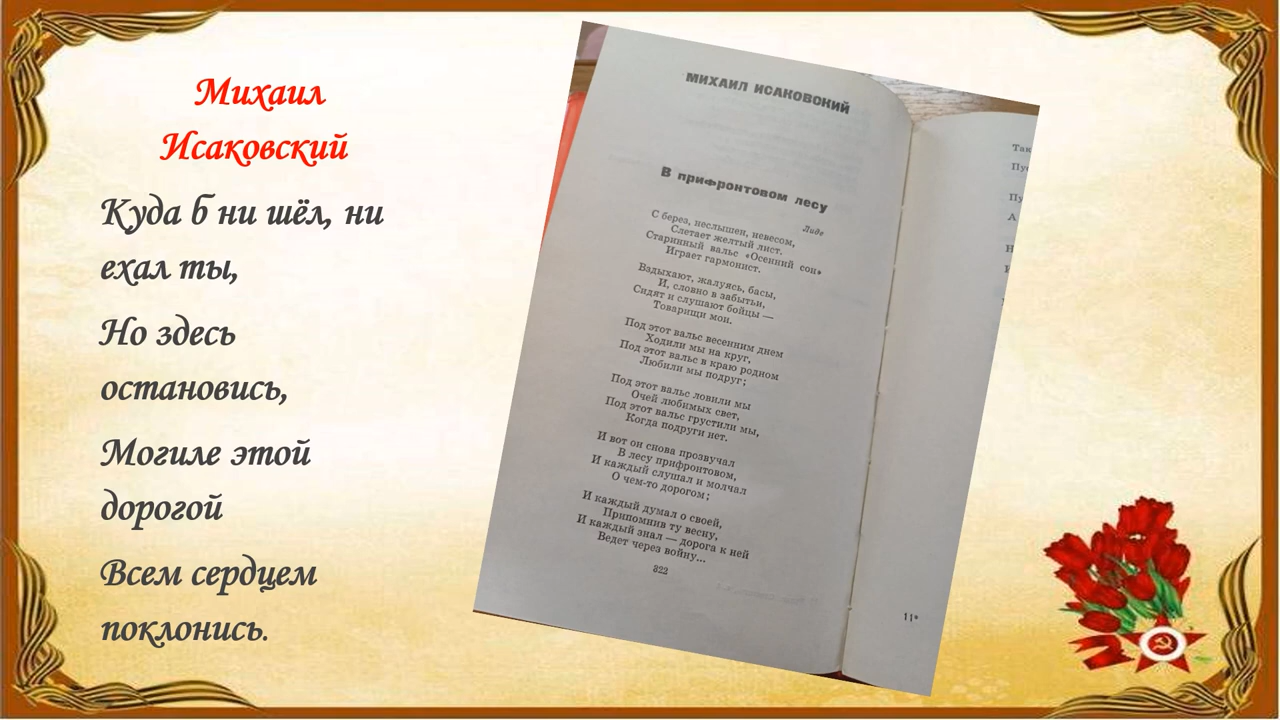 Михаил
Исаковский
Куда б ни шёл, ни
ехал ты,
Но здесь
остановись,
Могиле этой
дорогой
Всем сердцем
поклонись.
МИХАИЛ ИСАКОВСКИЙ
В прифронтовом лесу
Лиде
С берез, неслышен, невесом,
Слетает желтый лист.
Старинный вальс «Осенний сон»
Играет гармонист.
Вздыхают, жалуясь, басы,
И, словно в забытьи,
Сидят и слушают бойцы —
Товарищи мои.
Под этот вальс весенним днем
Ходили мы на круг,
Под этот вальс в краю родном
Любили мы подруг;
Под этот вальс ловили мы
Очей любимых свет,
Под этот вальс грустили мы,
Когда подруги нет.
И вот он снова прозвучал
В лесу прифронтовом,
И каждый слушал и молчал
О чем-то дорогом;
И каждый думал о своей,
Припомнив ту весну,
И каждый знал — дорога к ней
Ведет через войну...
322
Так
Пу
А
11*